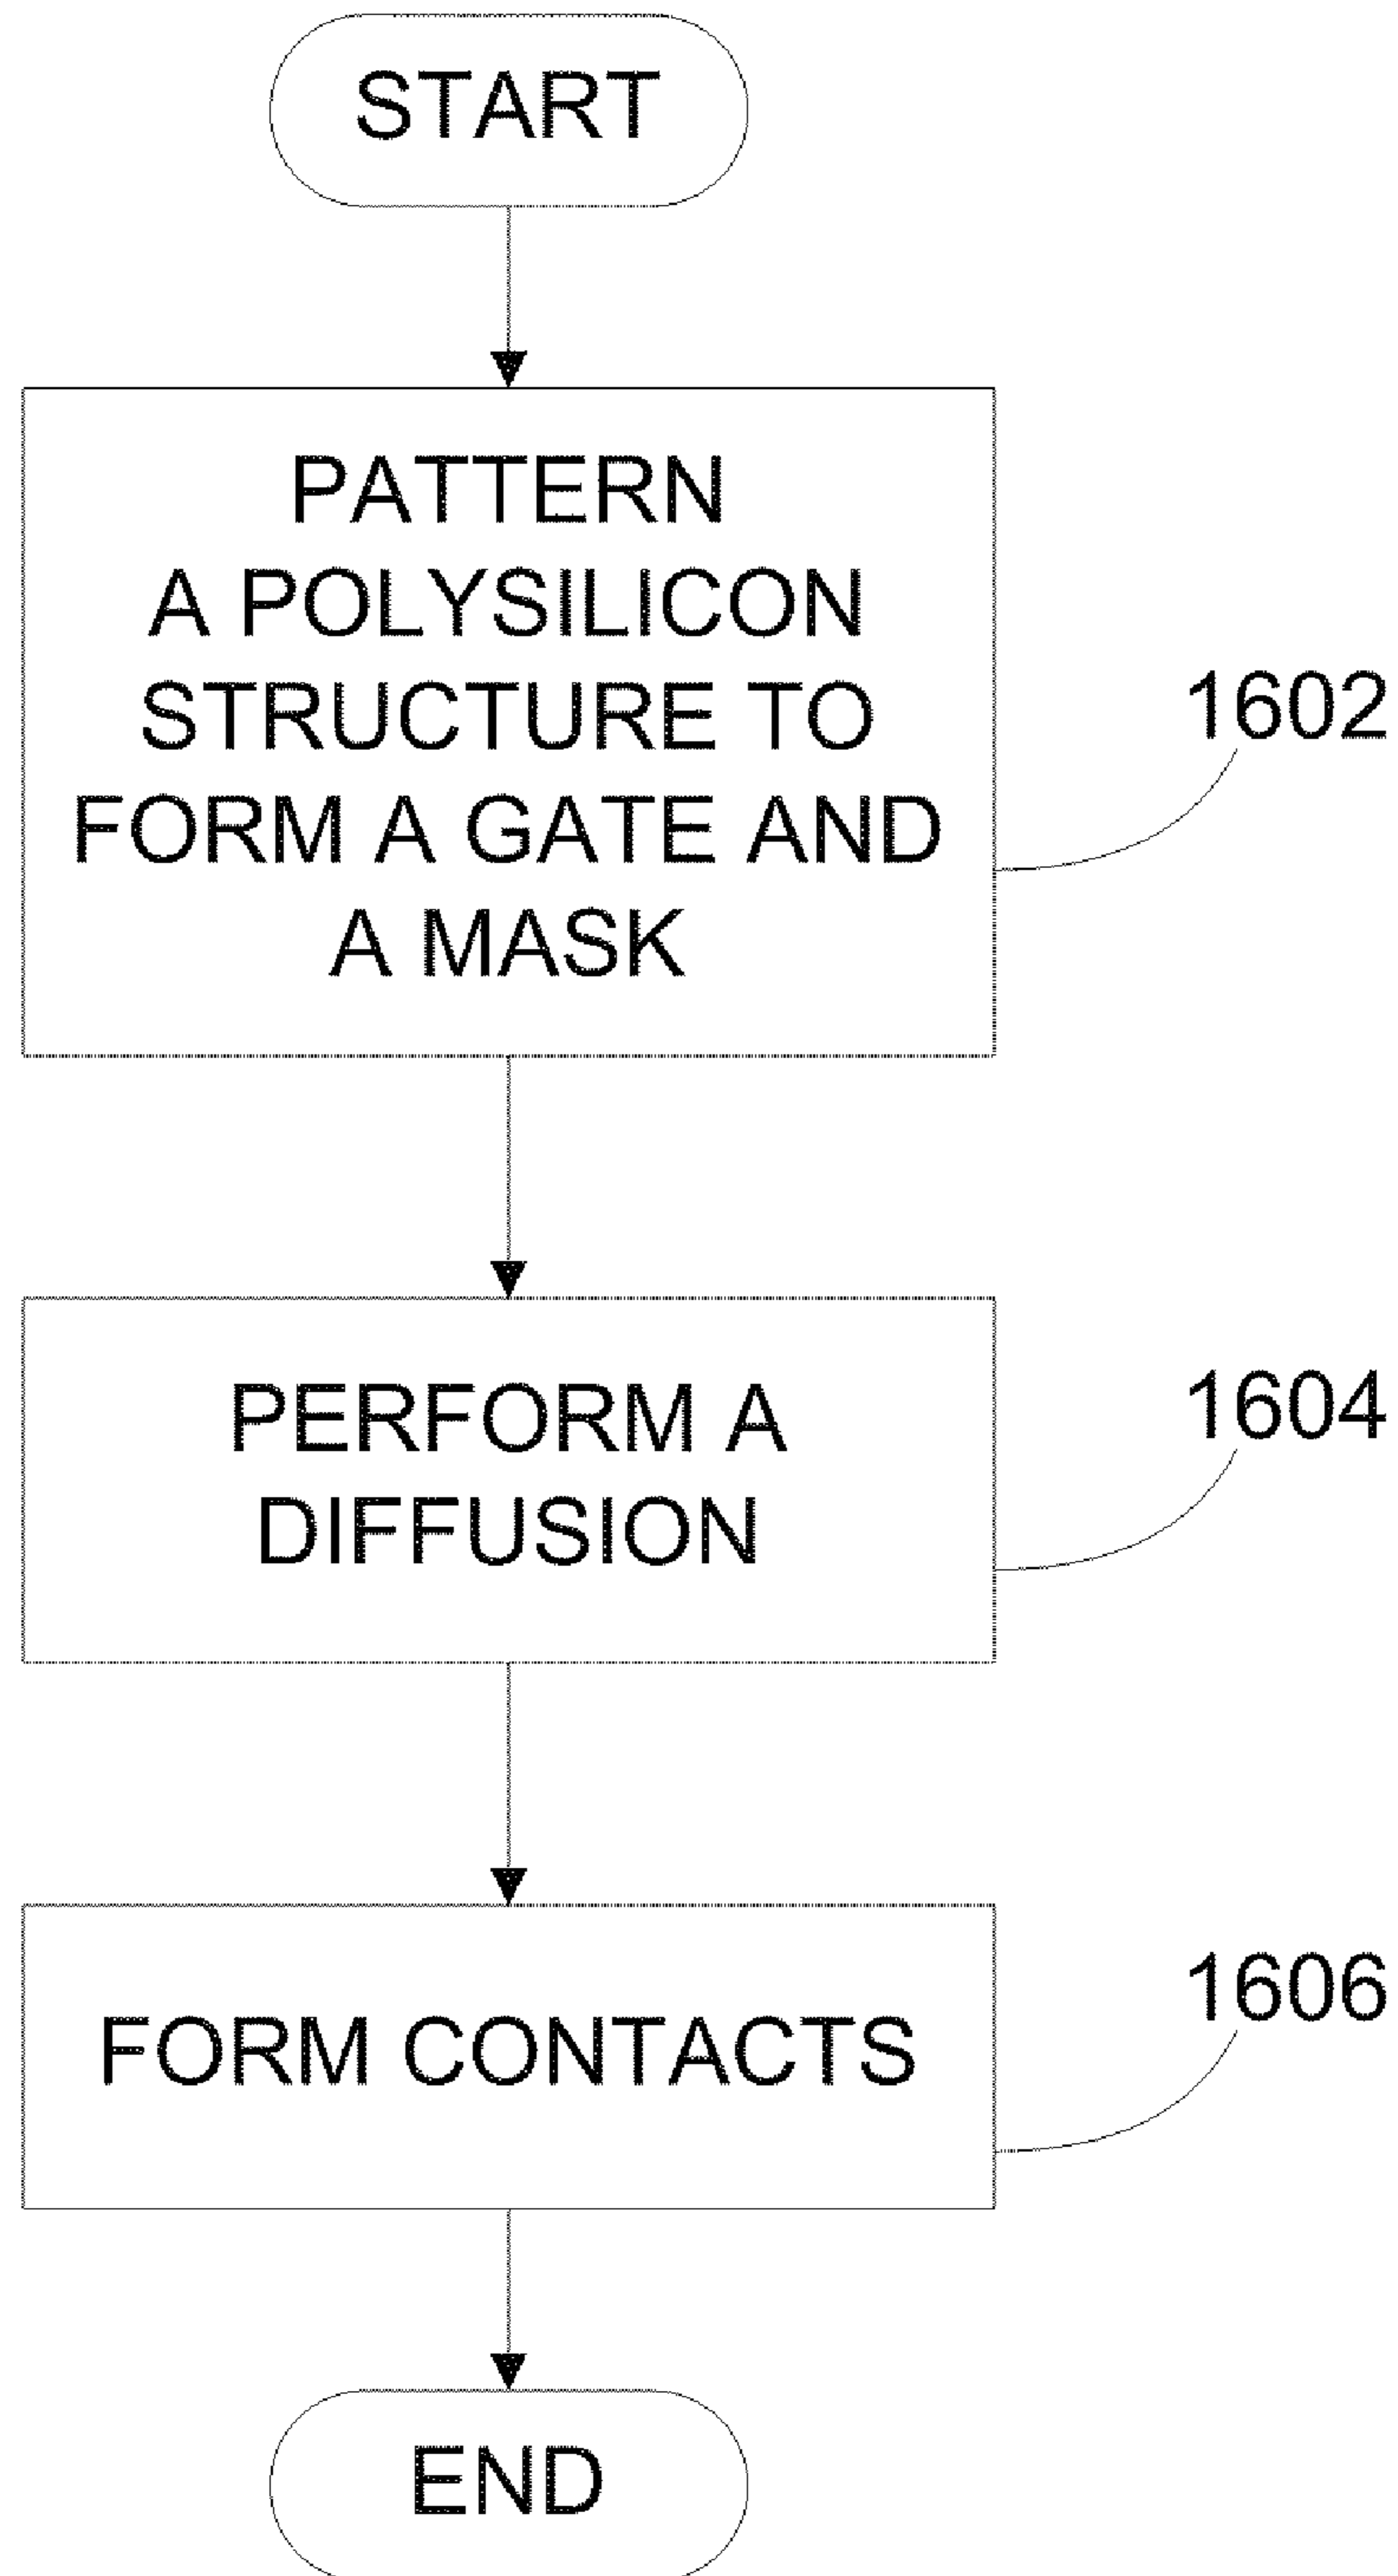 START
PATTERN
A POLYSILICON
STRUCTURE TO
FORM A GATE AND
A MASK
1602
PERFORM A
DIFFUSION
1604
FORM CONTACTS
1606
END